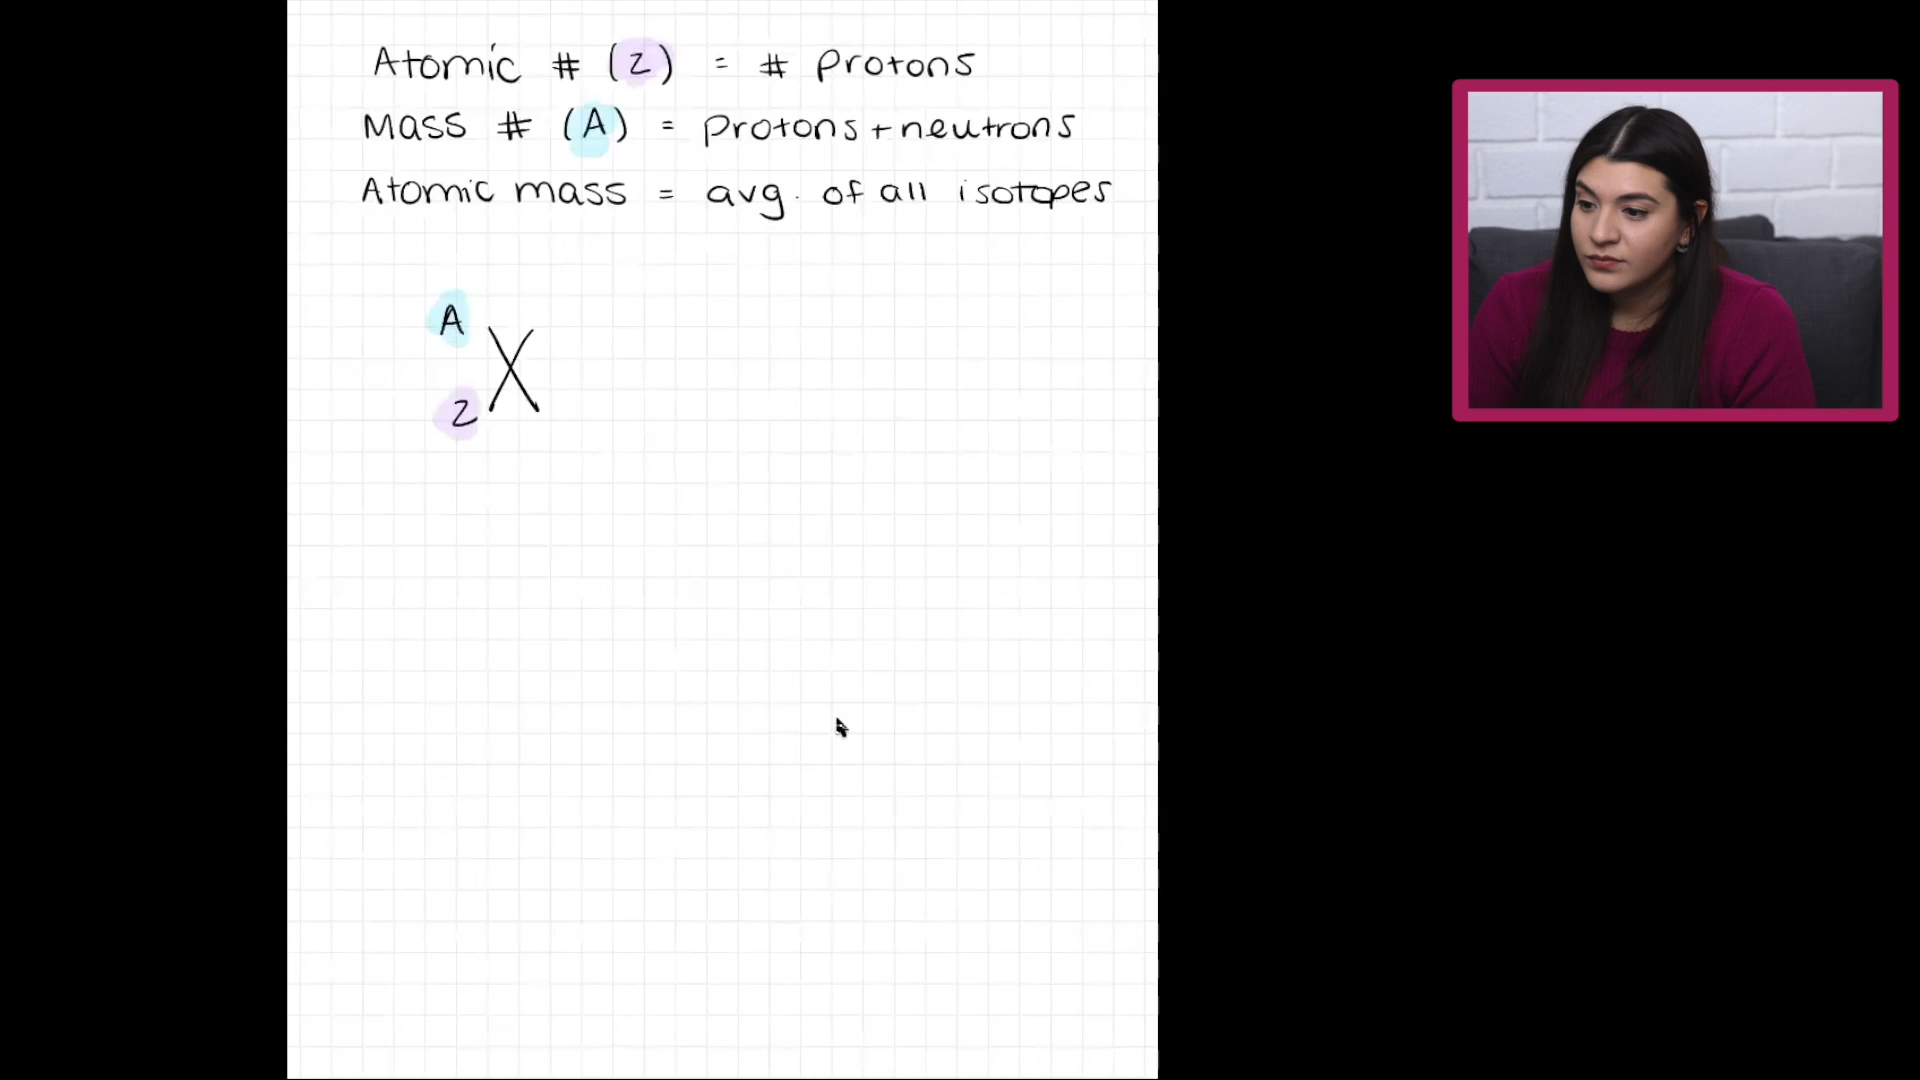 Atomic # (Z) = # Protons
Mass # (A) = protons + neutrons
Atomic mass = avg. of all isotopes
A
Z X